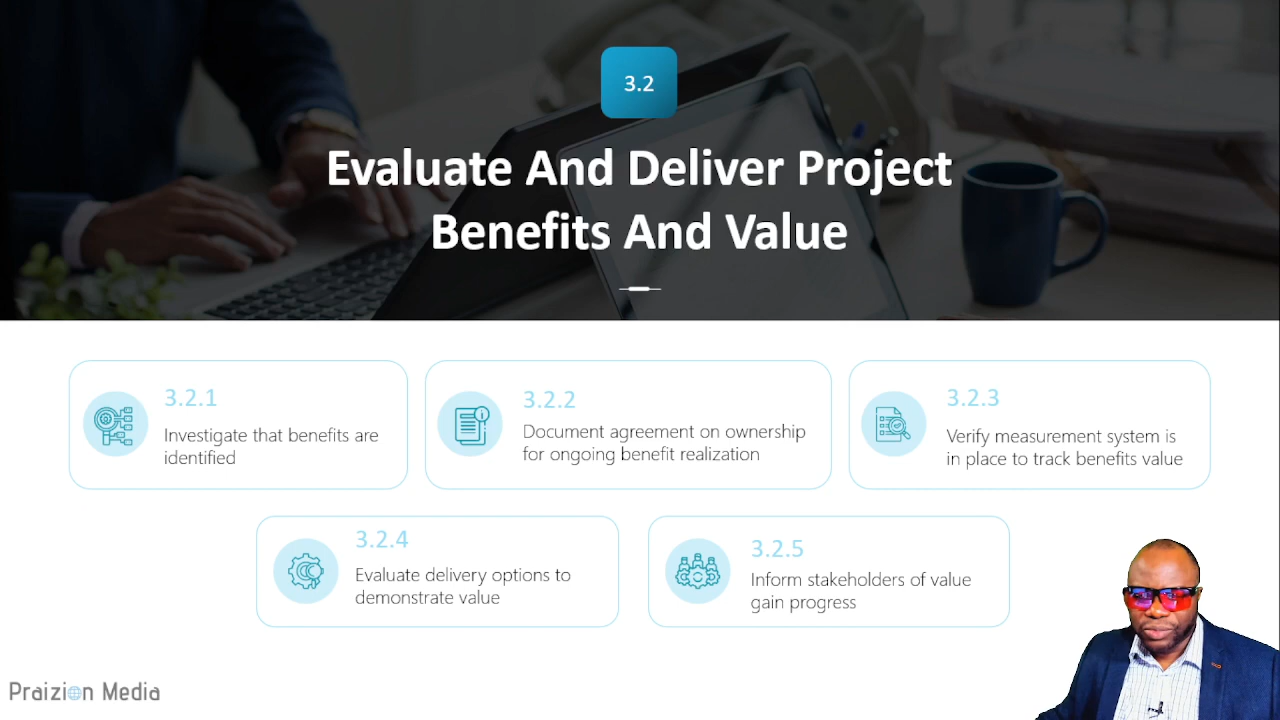 3.2
Evaluate And Deliver Project
Benefits And Value
3.2.1
Investigate that benefits are
identified
3.2.2
Document agreement on ownership
for ongoing benefit realization
3.2.3
Verify measurement system is
in place to track benefits value
3.2.4
Evaluate delivery options to
demonstrate value
3.2.5
Inform stakeholders of value
gain progress
Praizion Media